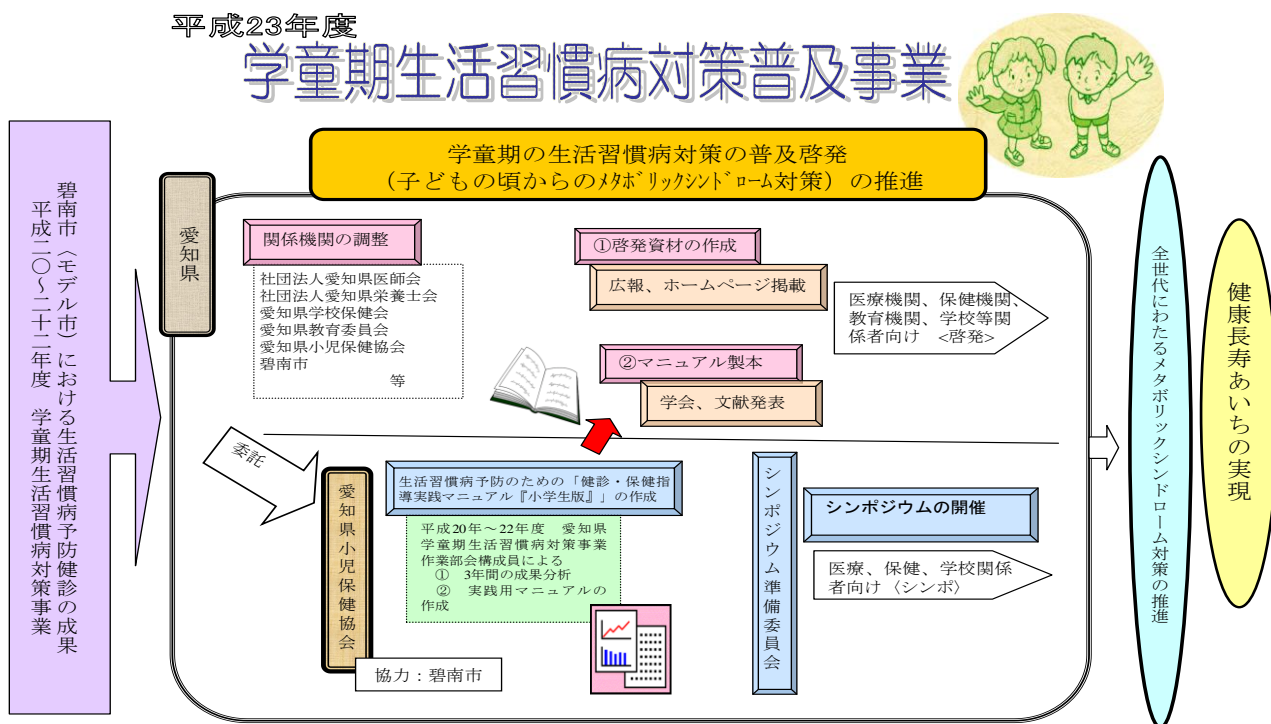 平成23年度
学童期生活習慣病対策普及事業
碧南市（モデル市）における生活習慣病予防健診の成果
平成二〇～二十二年度　学童期生活習慣病対策事業
学童期の生活習慣病対策の普及啓発
（子どもの頃からのﾒﾀﾎﾞﾘｯｸｼﾝﾄﾞﾛｰﾑ対策）の推進
愛知県
関係機関の調整
社団法人愛知県医師会
社団法人愛知県栄養士会
愛知県学校保健会
愛知県教育委員会
愛知県小児保健協会
碧南市
等
①啓発資材の作成
広報、ホームページ掲載
医療機関、保健機関、
教育機関、学校等関
係者向け　<啓発>
②マニュアル製本
学会、文献発表
委託
愛知県小児保健協会
協力：碧南市
生活習慣病予防のための「健診・保健指
導実践マニュアル『小学生版』」の作成
平成20年～22年度　愛知県
学童期生活習慣病対策事業
作業部会構成員による
①　3年間の成果分析
②　実践用マニュアルの
作成
シンポジウム準備委員会
シンポジウムの開催
医療、保健、学校関係
者向け〈シンポ〉
全世代にわたるメタボリックシンドローム対策の推進
健康長寿あいちの実現